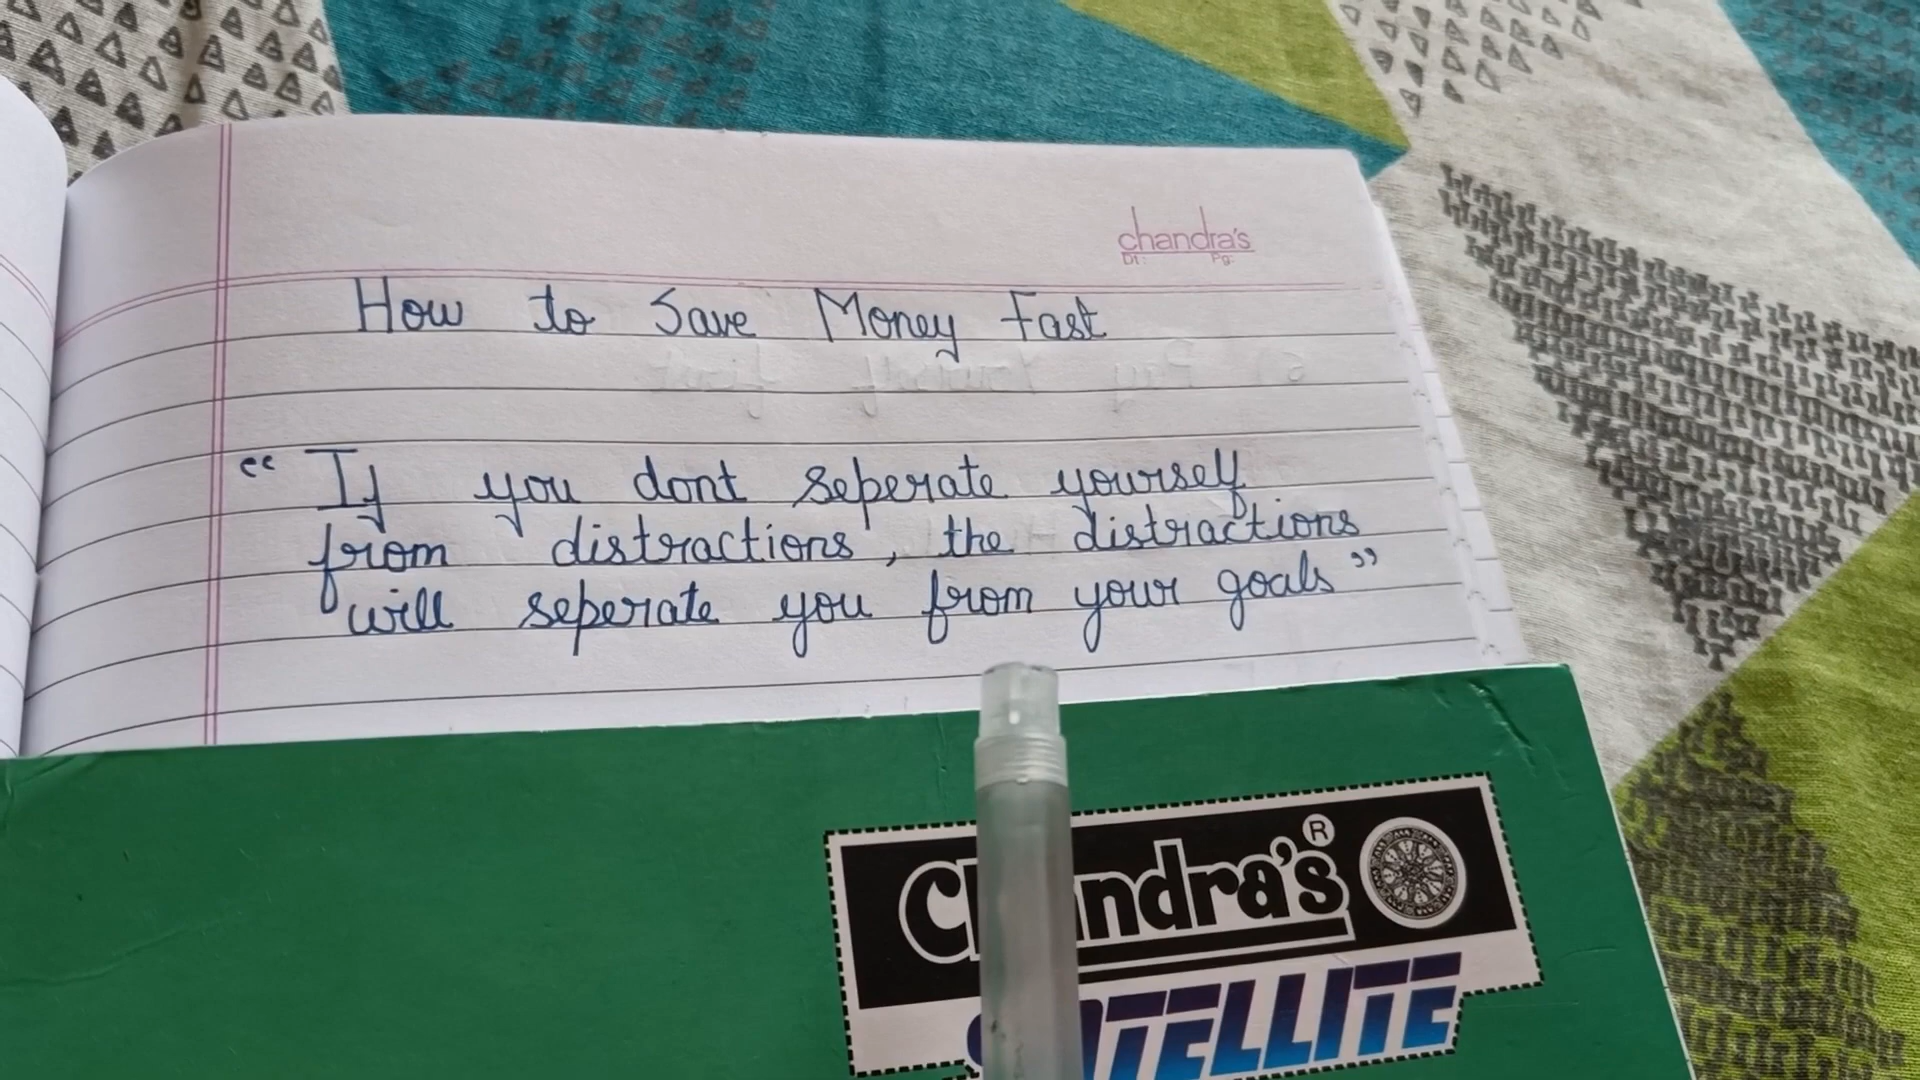 chandra's
Dt: Pg:
How to Save Money Fast
“ If you dont seperate yourself
from distractions, the distractions
will seperate you from your goals ”
R